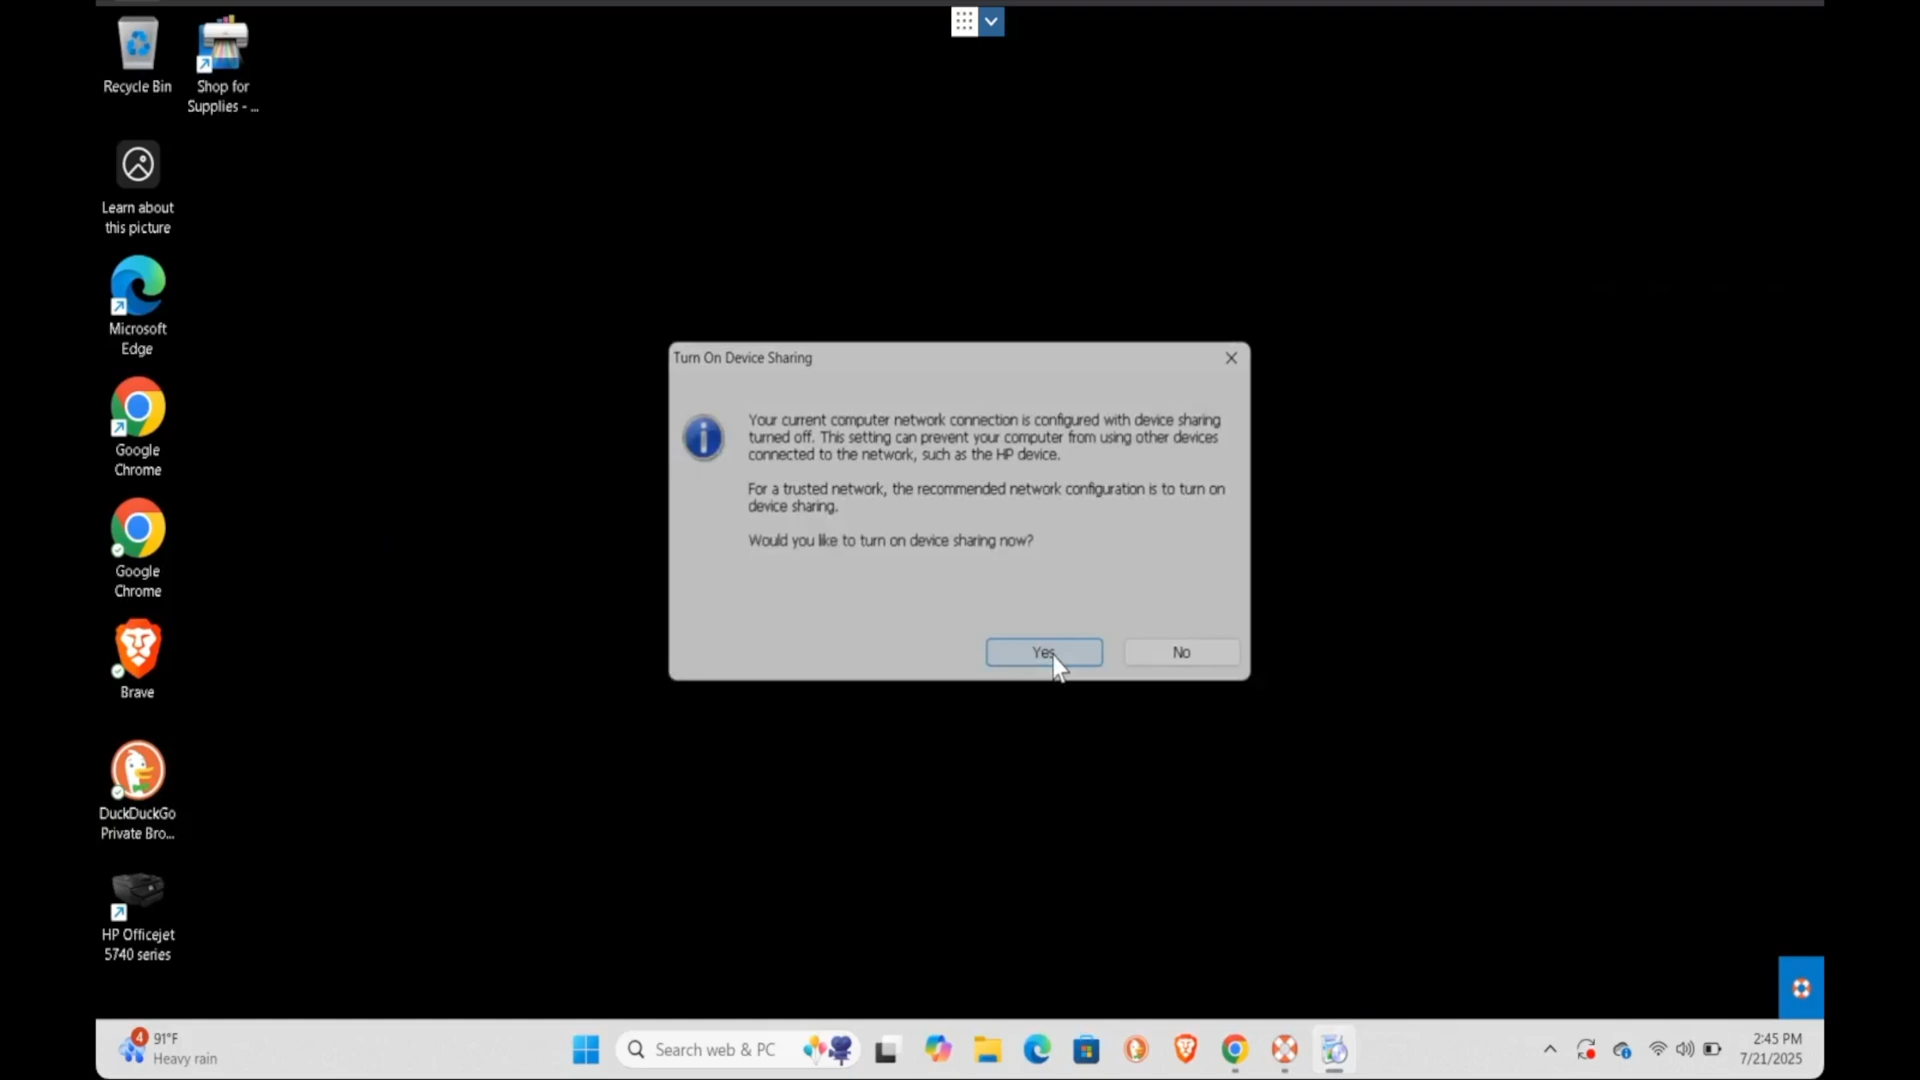 Recycle Bin
Shop for
Supplies - ...
Learn about
this picture
Microsoft
Edge
Google
Chrome
Google
Chrome
Brave
DuckDuckGo
Private Bro...
HP Officejet
5740 series
Turn On Device Sharing
Your current computer network connection is configured with device sharing
turned off. This setting can prevent your computer from using other devices
connected to the network, such as the HP device.
For a trusted network, the recommended network configuration is to turn on
device sharing.
Would you like to turn on device sharing now?
Yes
No
4
91°F
Heavy rain
Search web & PC
2:45 PM
7/21/2025